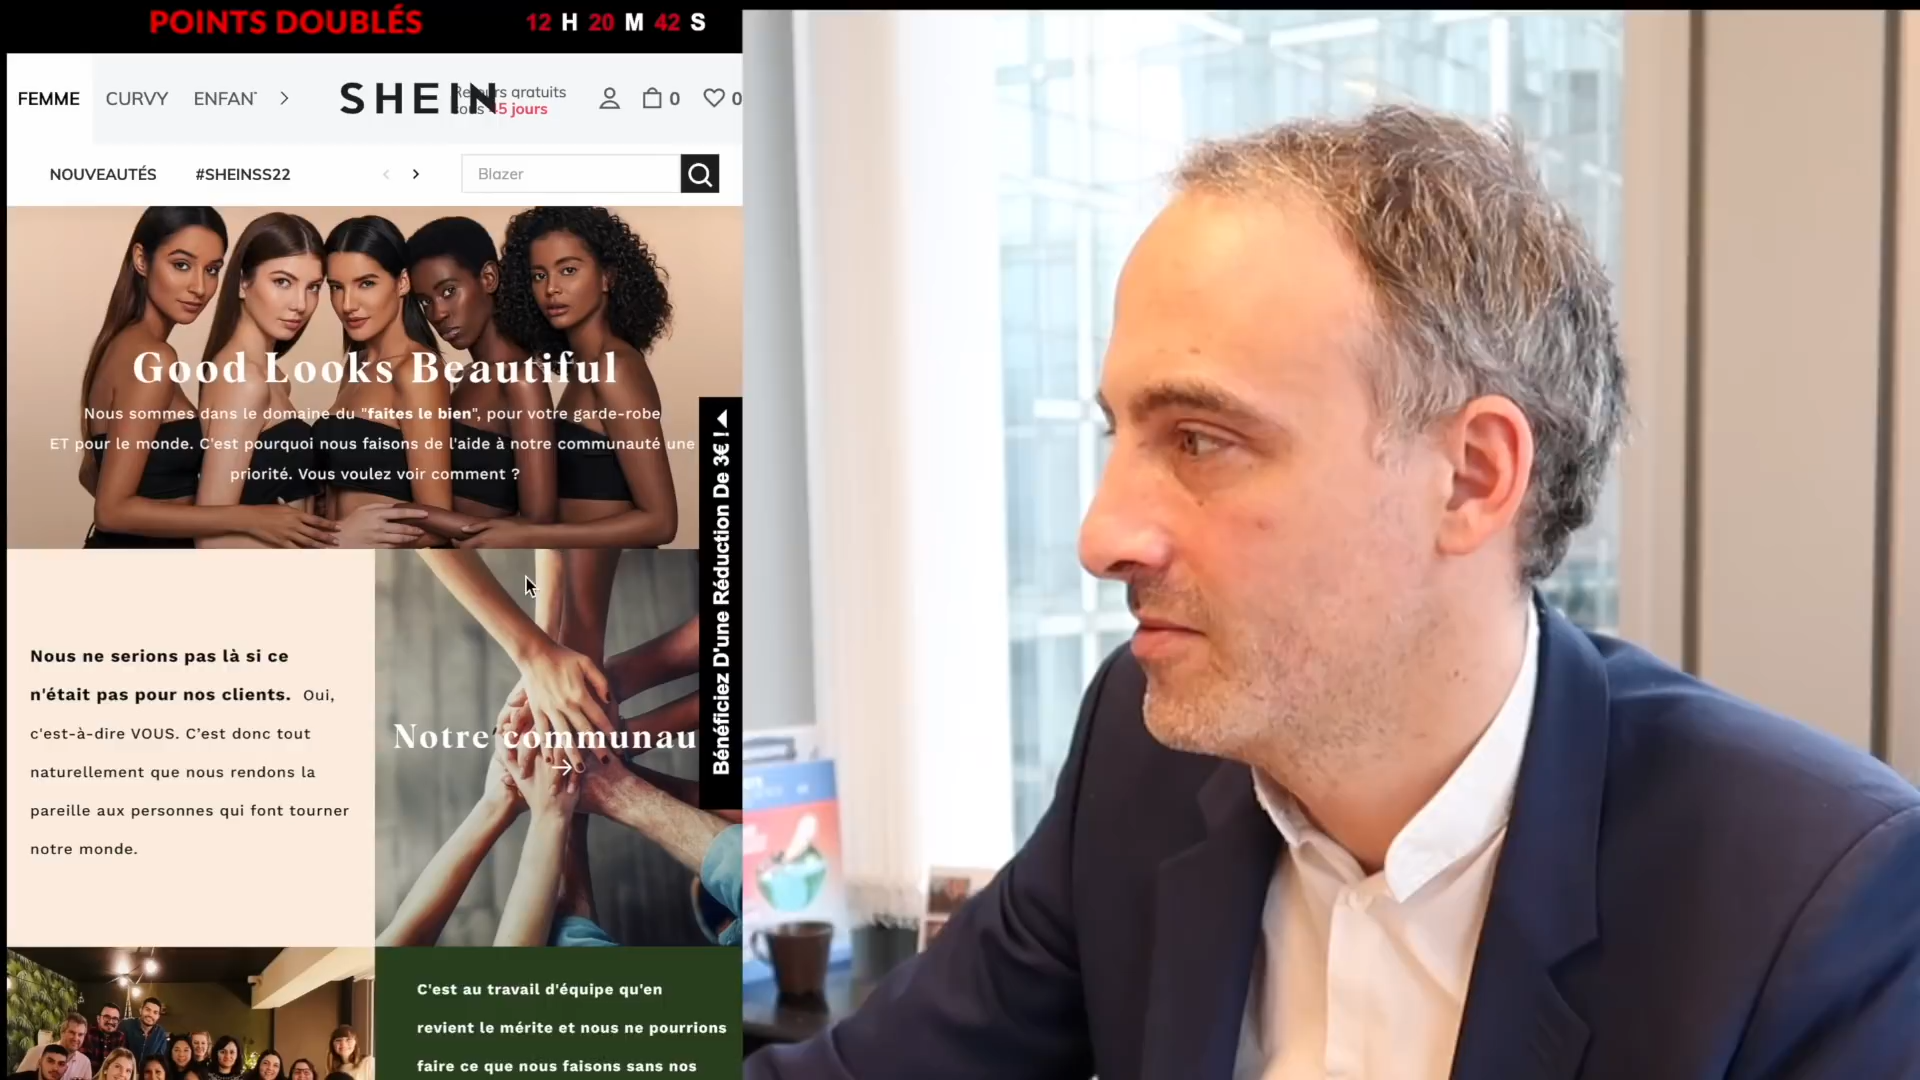 POINTS DOUBLÉS
12 H 20 M 42 S
FEMME
CURVY
ENFANT
SHEIN
Retours gratuits
sous 45 jours
0
0
NOUVEAUTÉS
#SHEINSS22
Blazer
Good Looks Beautiful
Nous sommes dans le domaine du "faites le bien", pour votre garde-robe
ET pour le monde. C'est pourquoi nous faisons de l'aide à notre communauté une
priorité. Vous voulez voir comment ?
Bénéficiez D'une Réduction De 3€ !
Nous ne serions pas là si ce
n'était pas pour nos clients. Oui,
c'est-à-dire VOUS. C'est donc tout
naturellement que nous rendons la
pareille aux personnes qui font tourner
notre monde.
Notre communau
C'est au travail d'équipe qu'en
revient le mérite et nous ne pourrions
faire ce que nous faisons sans nos